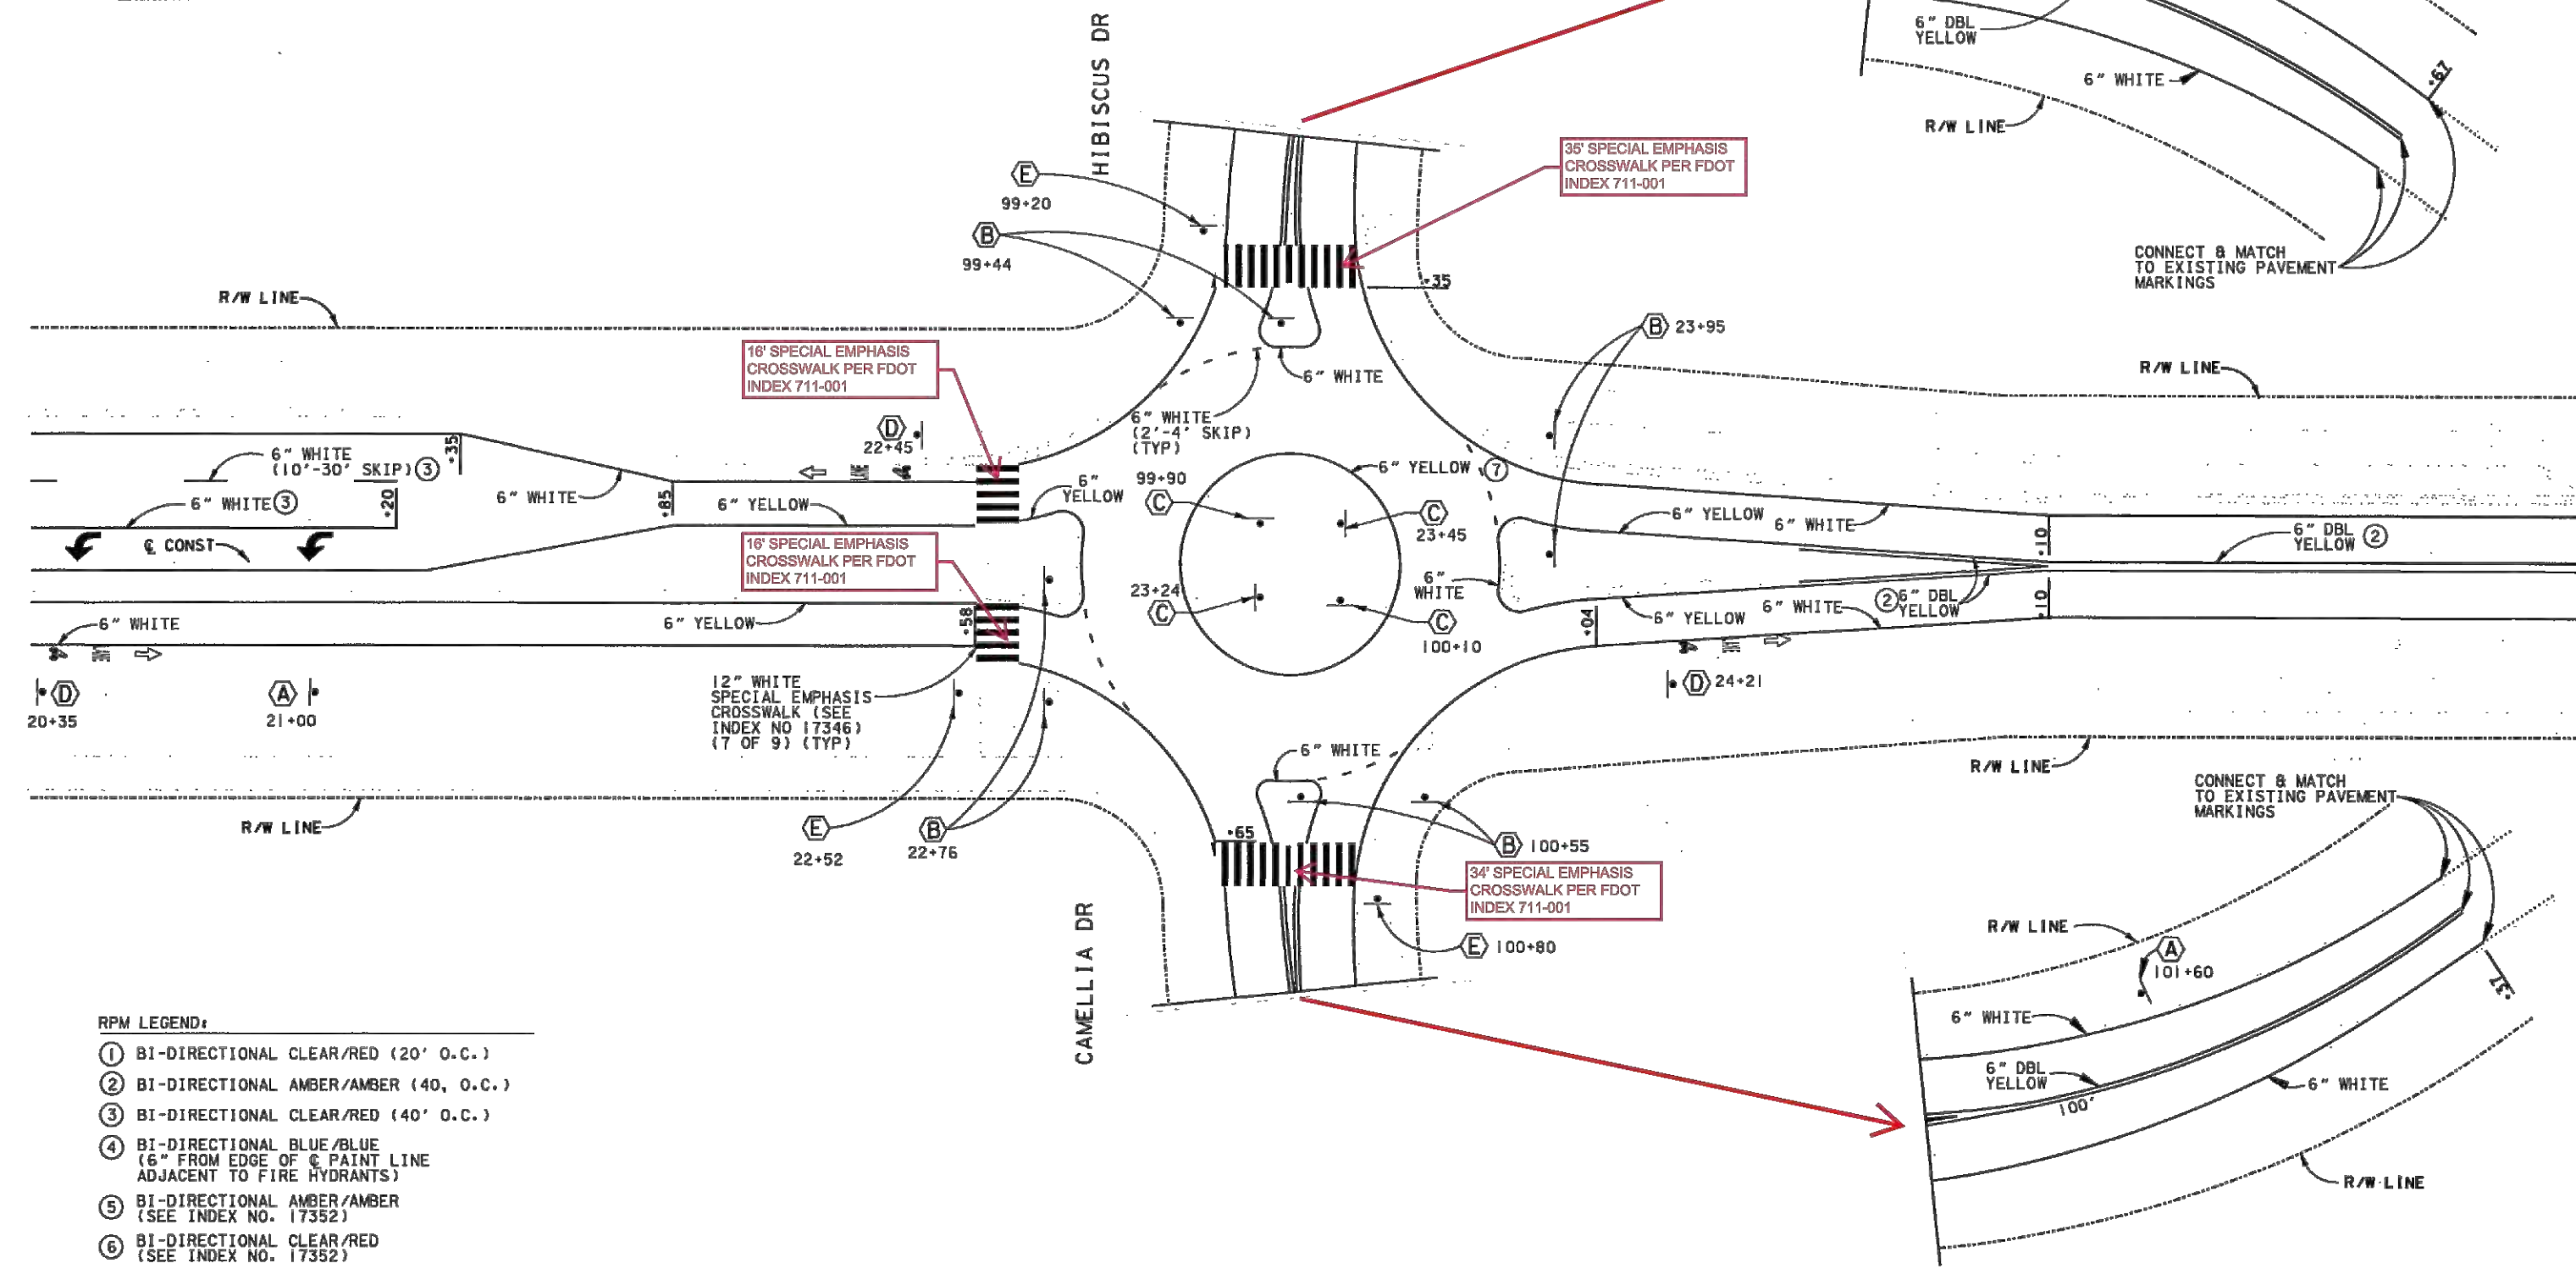 HIBISCUS DR
6" DBL
YELLOW
6" WHITE
+67
R/W LINE
CONNECT & MATCH
TO EXISTING PAVEMENT
MARKINGS
35' SPECIAL EMPHASIS
CROSSWALK PER FDOT
INDEX 711-001
E
99+20
B
99+44
+35
R/W LINE
B 23+95
R/W LINE
16' SPECIAL EMPHASIS
CROSSWALK PER FDOT
INDEX 711-001
6" WHITE
6" WHITE
(2'-4' SKIP)
(TYP)
D
22+45
+35
6" WHITE
(10'-30' SKIP) 3
6" WHITE
6" WHITE 3
+20
+85
6" YELLOW
6"
YELLOW
99+90
C
6" YELLOW 7
C
23+45
6" YELLOW
6" WHITE
+10
6" DBL
YELLOW 2
℄ CONST
16' SPECIAL EMPHASIS
CROSSWALK PER FDOT
INDEX 711-001
23+24
C
6"
WHITE
C
100+10
6" WHITE
6" YELLOW
+58
+04
6" YELLOW
6" WHITE
2 6" DBL
YELLOW
+10
D
20+35
A
21+00
12" WHITE
SPECIAL EMPHASIS
CROSSWALK (SEE
INDEX NO 17346)
(7 OF 9) (TYP)
D 24+21
6" WHITE
R/W LINE
R/W LINE
E
22+52
B
22+76
+65
B 100+55
34' SPECIAL EMPHASIS
CROSSWALK PER FDOT
INDEX 711-001
E 100+80
CAMELLIA DR
CONNECT & MATCH
TO EXISTING PAVEMENT
MARKINGS
R/W LINE
A
101+60
+37
6" WHITE
6" DBL
YELLOW
100'
6" WHITE
R/W LINE
RPM LEGEND:
1 BI-DIRECTIONAL CLEAR/RED (20' O.C.)
2 BI-DIRECTIONAL AMBER/AMBER (40, O.C.)
3 BI-DIRECTIONAL CLEAR/RED (40' O.C.)
4 BI-DIRECTIONAL BLUE/BLUE
(6" FROM EDGE OF ℄ PAINT LINE
ADJACENT TO FIRE HYDRANTS)
5 BI-DIRECTIONAL AMBER/AMBER
(SEE INDEX NO. 17352)
6 BI-DIRECTIONAL CLEAR/RED
(SEE INDEX NO. 17352)